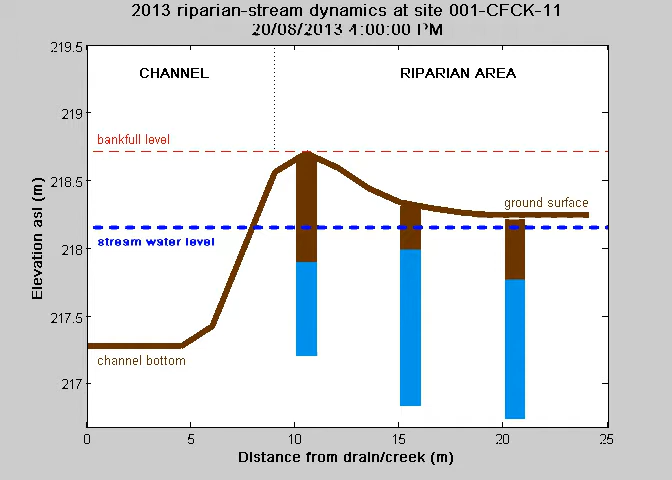 2013 riparian-stream dynamics at site 001-CFCK-11
20/08/2013 4:00:00 PM
219.5
CHANNEL
RIPARIAN AREA
219
bankfull level
218.5
ground surface
218
stream water level
217.5
channel bottom
217
Elevation asl (m)
0
5
10
15
20
25
Distance from drain/creek (m)